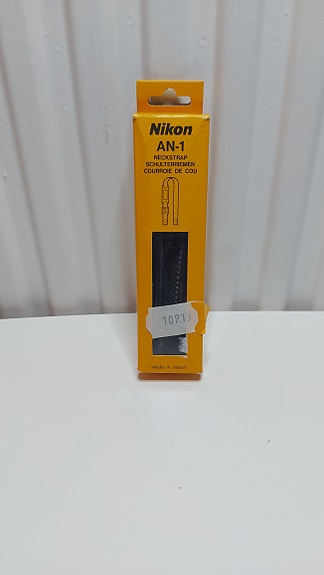 Nikon
AN-1
NECKSTRAP
SCHULTERRIEMEN
COURROIE DE COU
Made in Japan